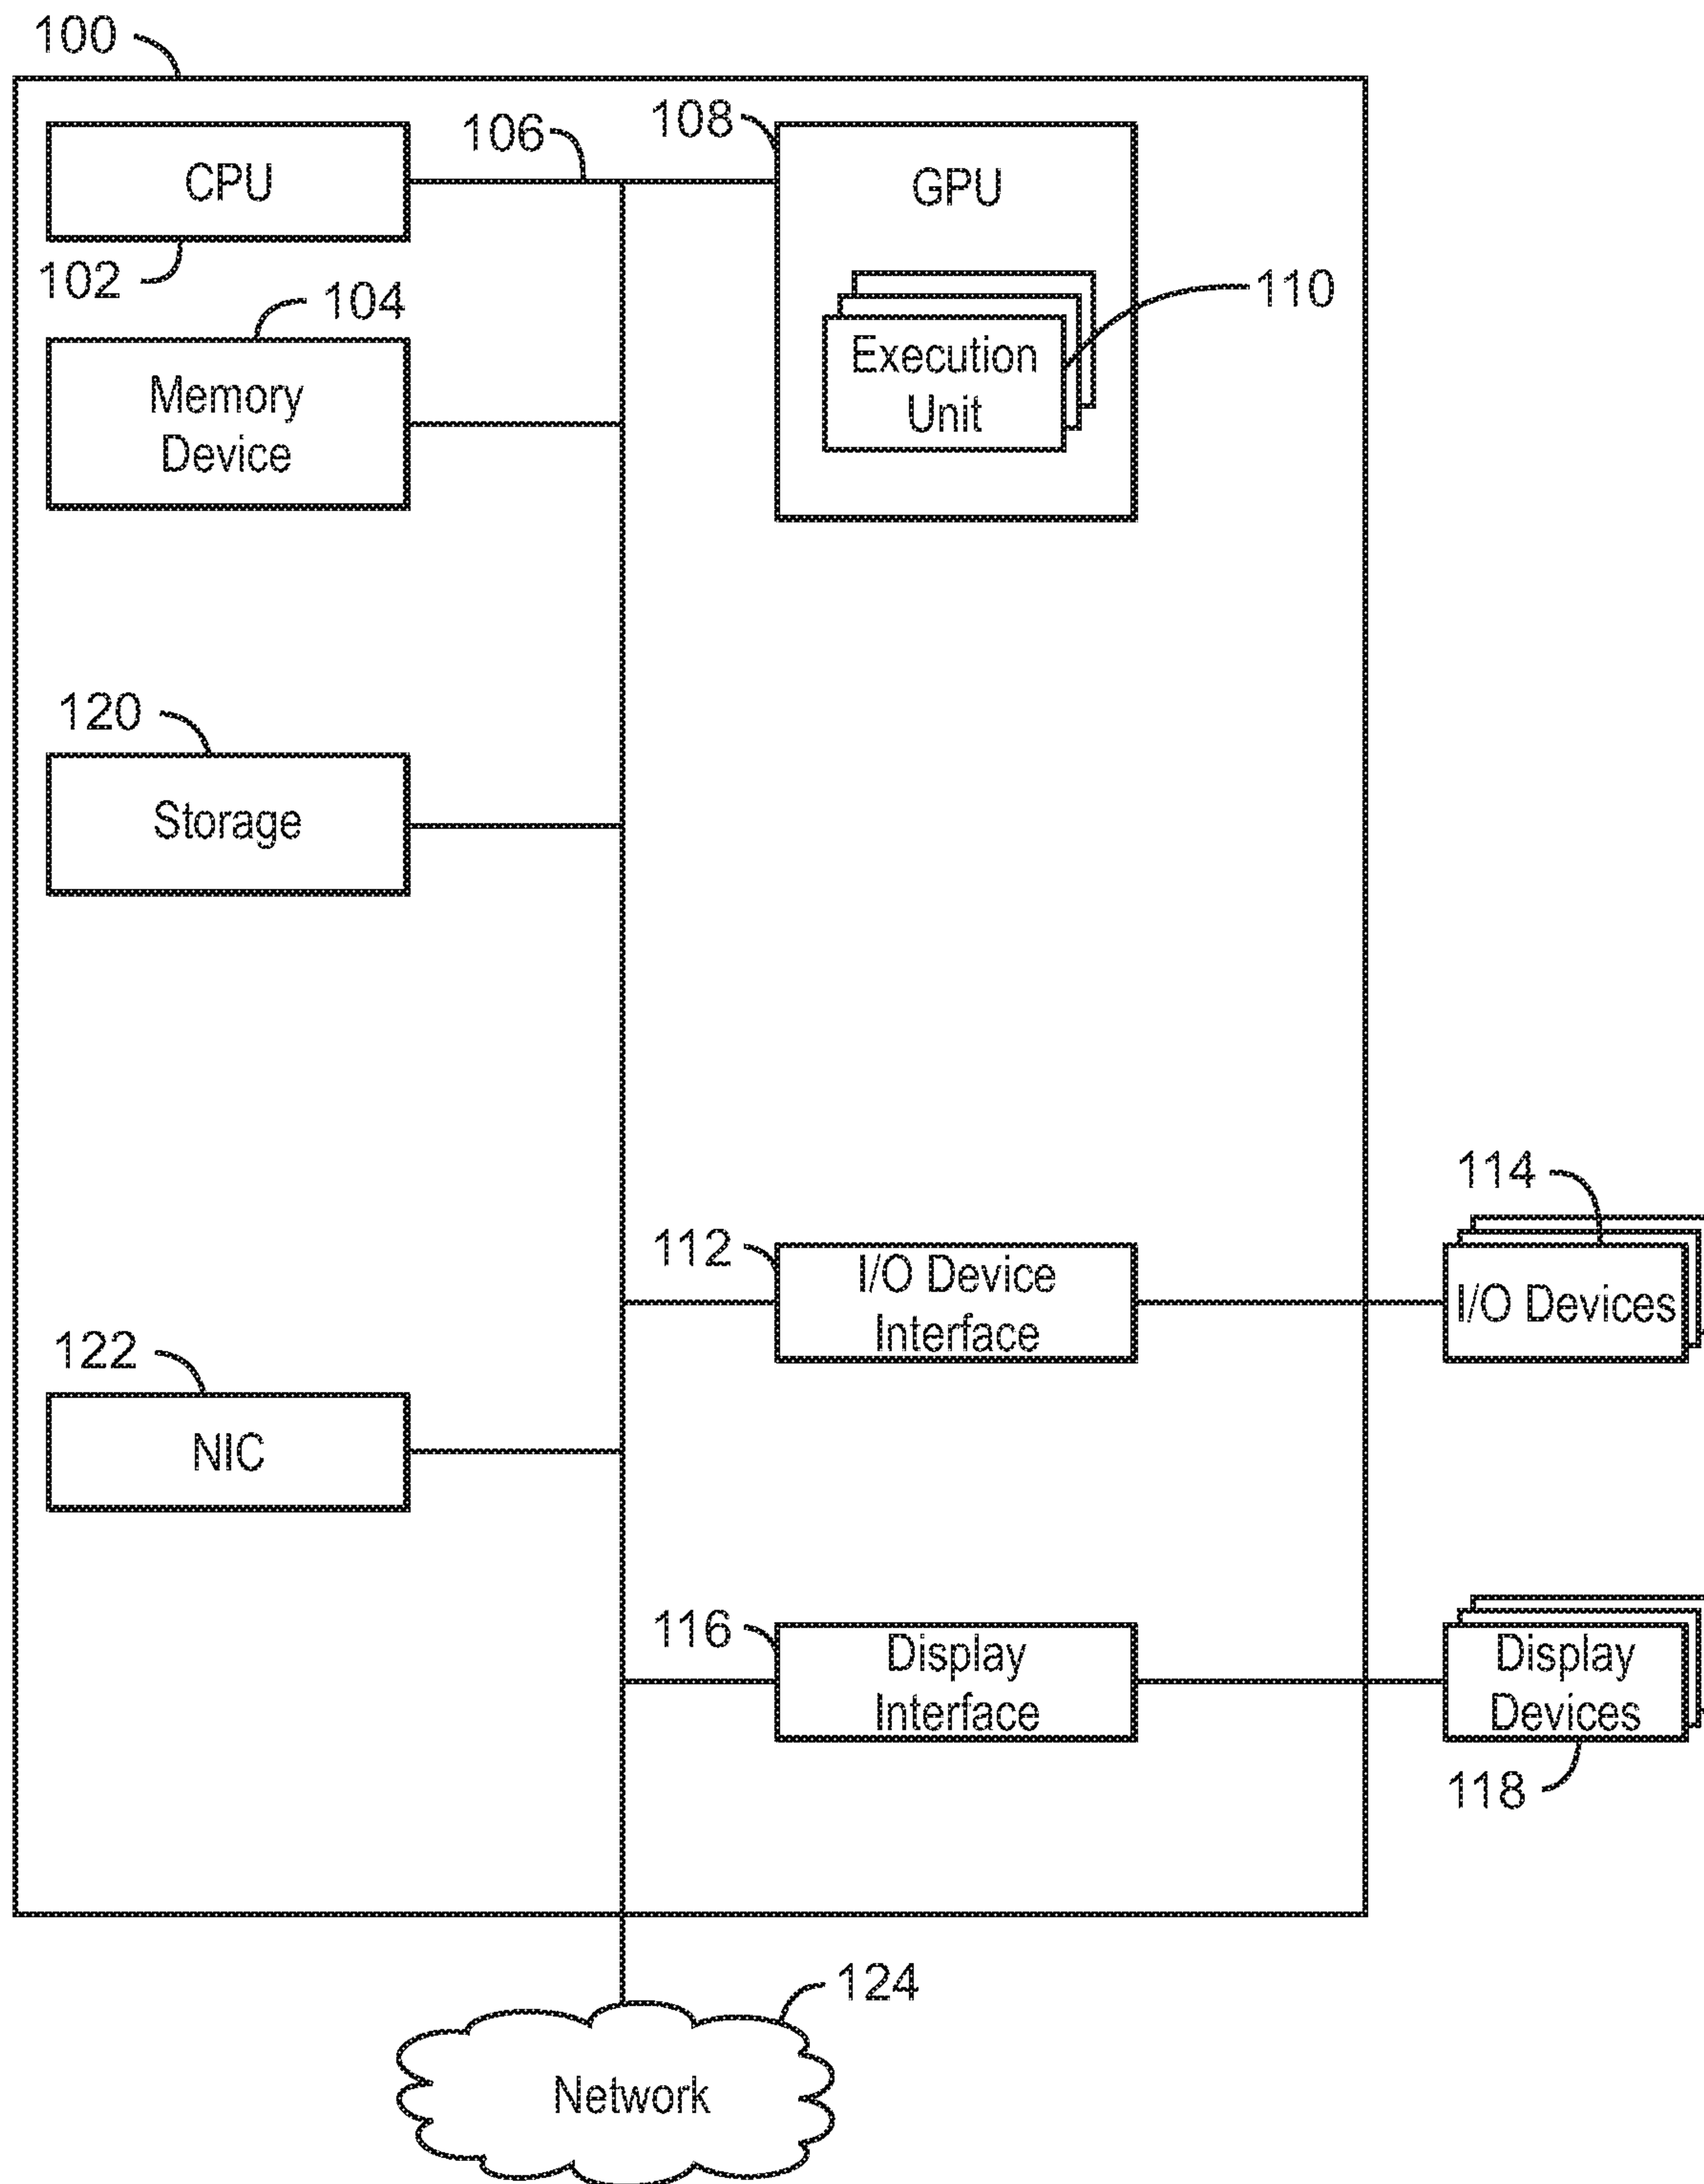 100
106
108
CPU
GPU
102
104
110
Memory
Device
Execution
Unit
120
Storage
114
112
I/O Device
Interface
I/O Devices
122
NIC
116
Display
Interface
Display
Devices
118
124
Network